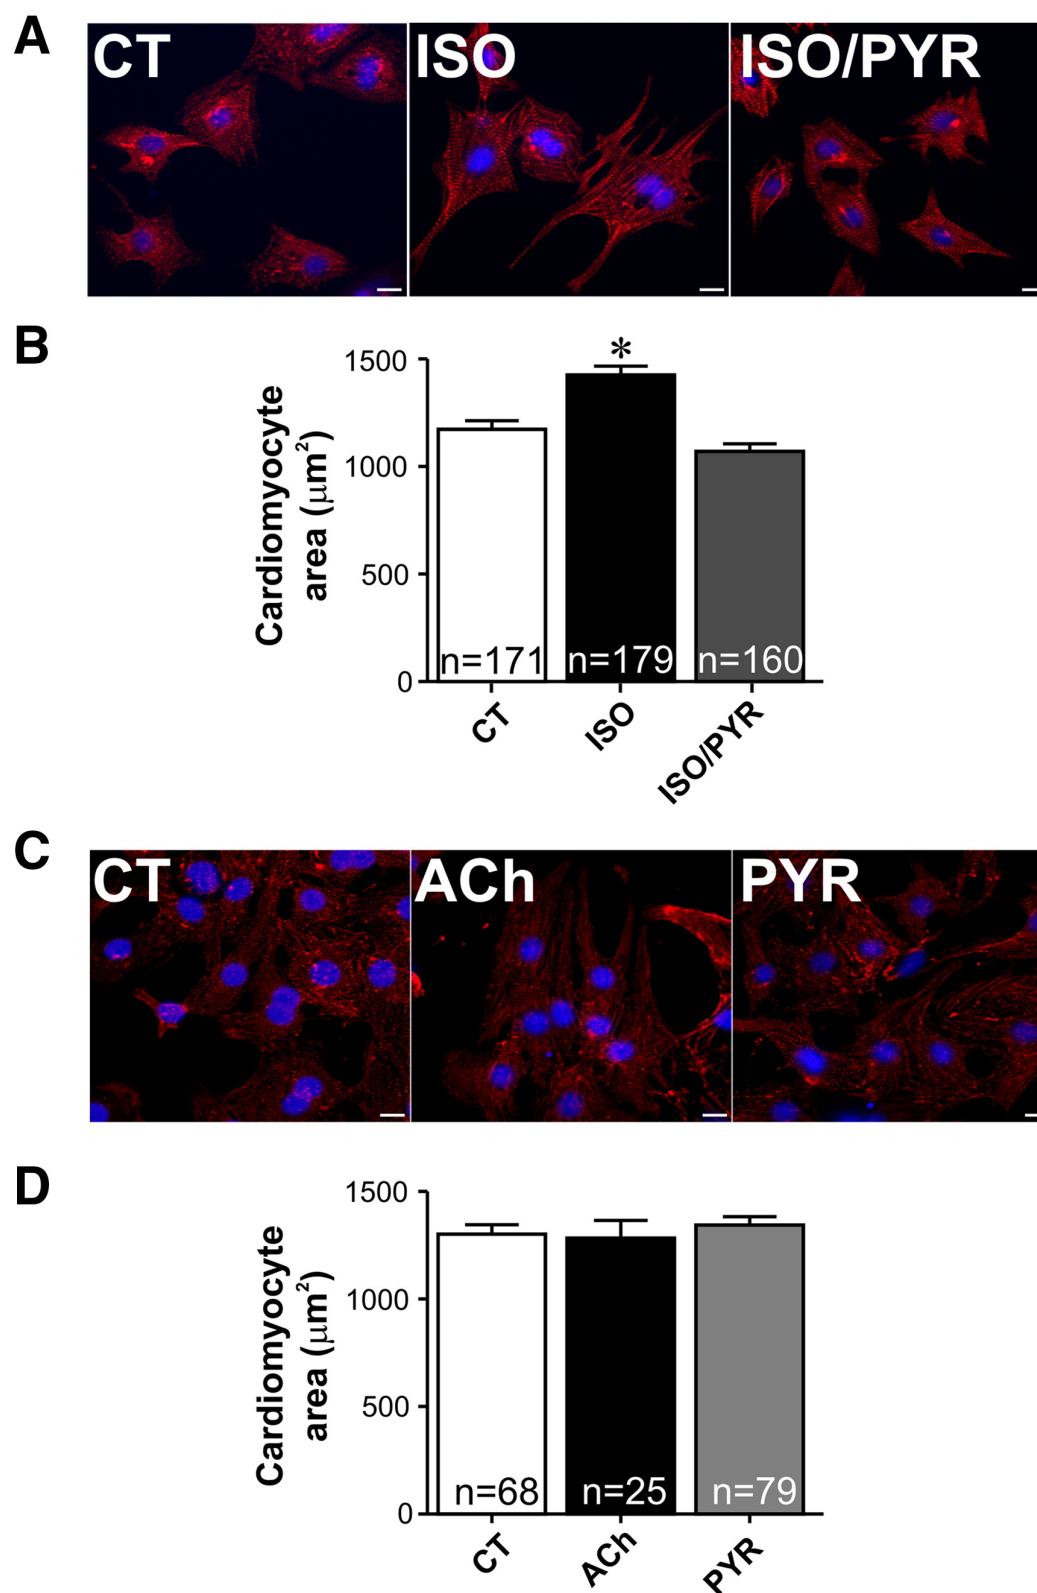 A
CT
ISO
ISO/PYR
B
Cardiomyocyte
area (μm²)
1500
1000
500
0
*
n=171
n=179
n=160
CT
ISO
ISO/PYR
C
CT
ACh
PYR
D
Cardiomyocyte
area (μm²)
1500
1000
500
0
n=68
n=25
n=79
CT
ACh
PYR